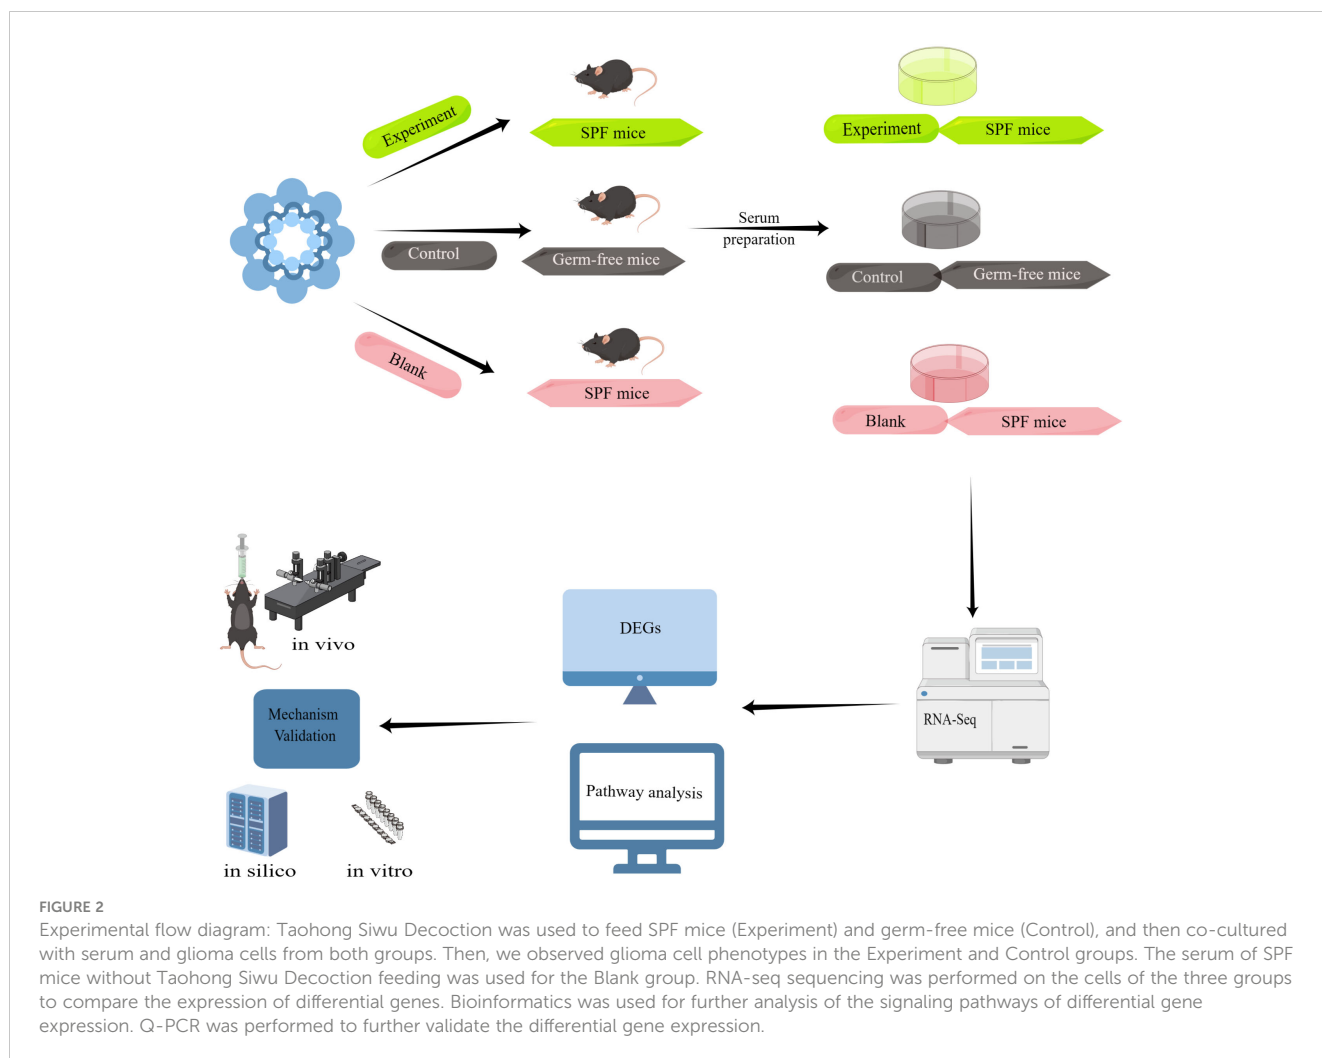 Experiment
SPF mice
Experiment
SPF mice
Control
Germ-free mice
Serum
preparation
Control
Germ-free mice
Blank
SPF mice
Blank
SPF mice
in vivo
DEGs
RNA-Seq
Mechanism
Validation
Pathway analysis
in silico
in vitro
FIGURE 2
Experimental flow diagram: Taohong Siwu Decoction was used to feed SPF mice (Experiment) and germ-free mice (Control), and then co-cultured
with serum and glioma cells from both groups. Then, we observed glioma cell phenotypes in the Experiment and Control groups. The serum of SPF
mice without Taohong Siwu Decoction feeding was used for the Blank group. RNA-seq sequencing was performed on the cells of the three groups
to compare the expression of differential genes. Bioinformatics was used for further analysis of the signaling pathways of differential gene
expression. Q-PCR was performed to further validate the differential gene expression.